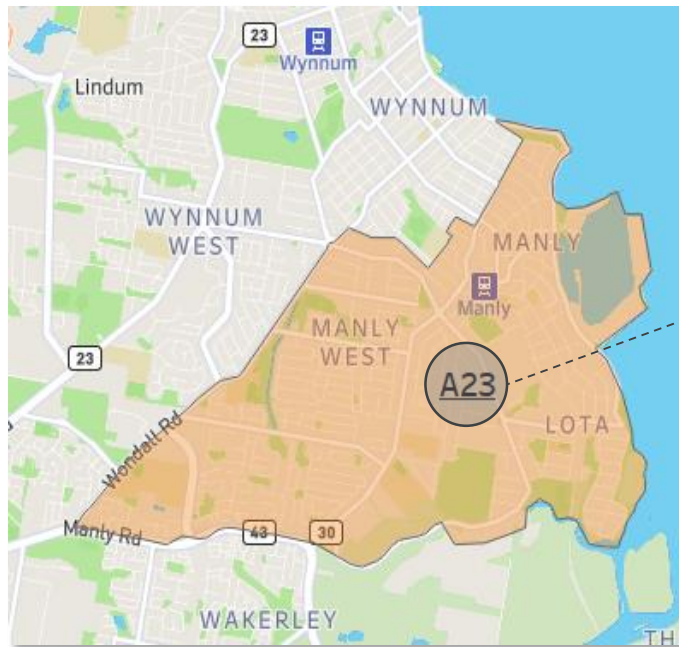 23
Wynnum
Lindum
WYNNUM
WYNNUM
WEST
MANLY
Manly
MANLY
WEST
23
A23
LOTA
Wondall Rd
Manly Rd
43
30
WAKERLEY
TH